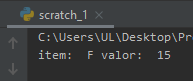 scratch_1 ×
C:\Users\UL\Desktop\Pr
item:  F valor:  15